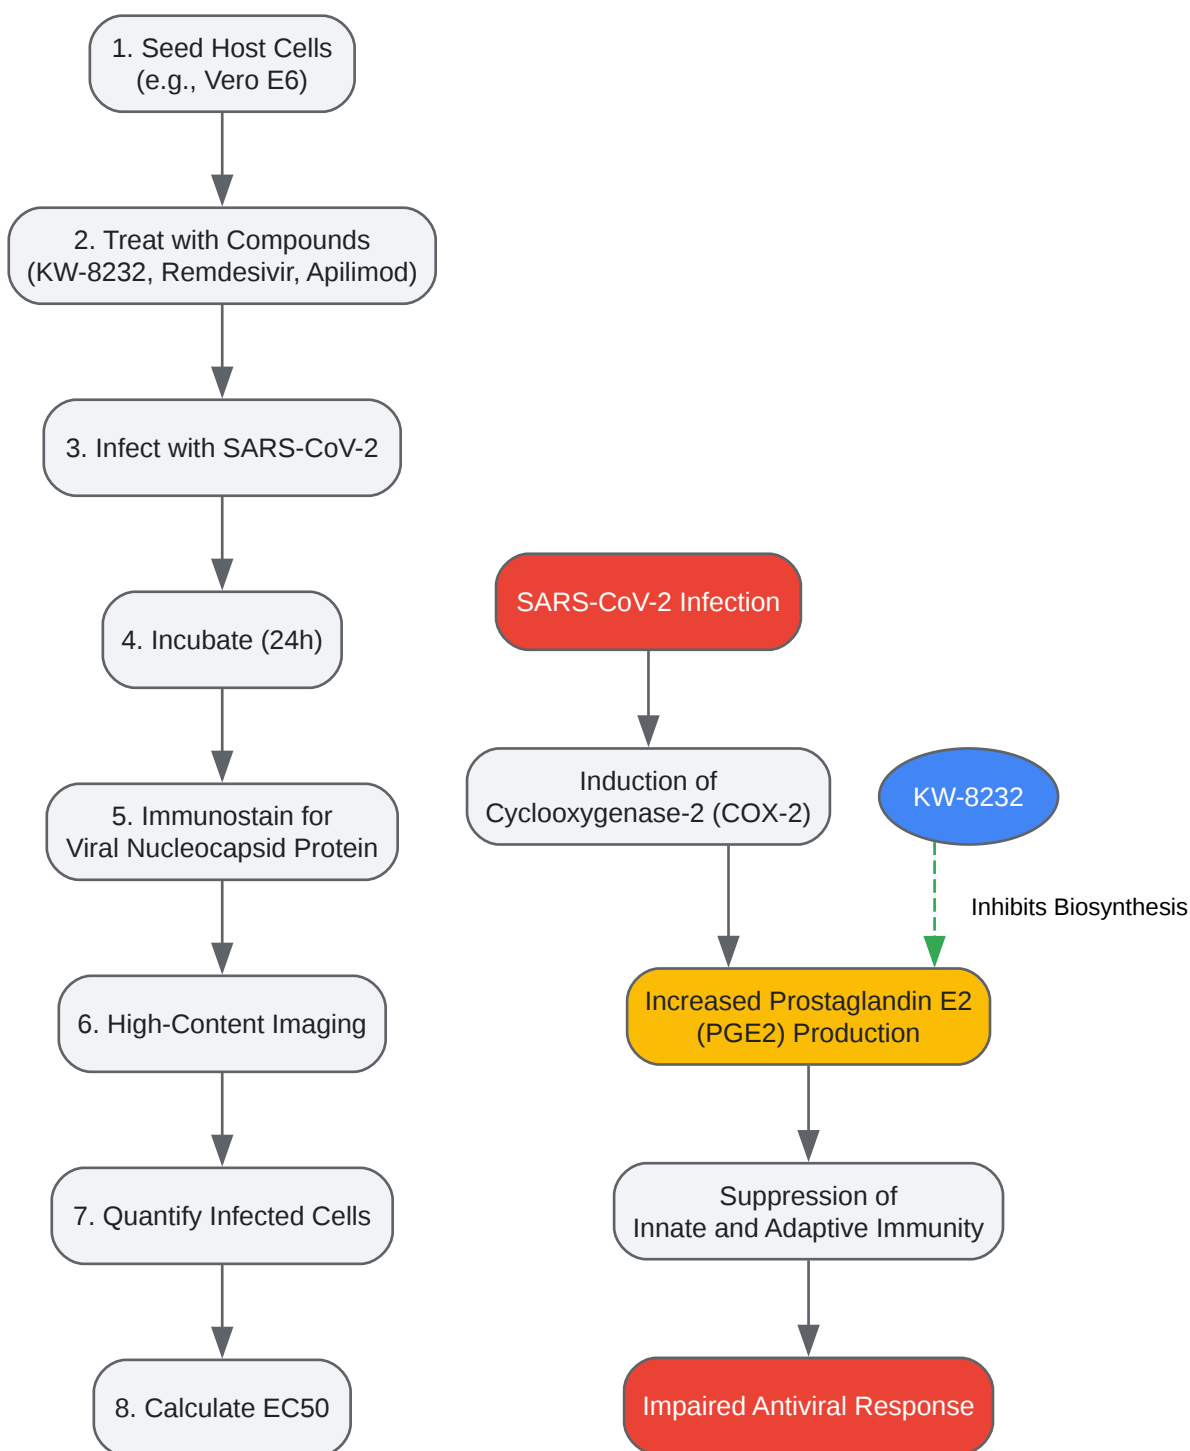 1. Seed Host Cells
(e.g., Vero E6)
2. Treat with Compounds
(KW-8232, Remdesivir, Apilimod)
3. Infect with SARS-CoV-2
4. Incubate (24h)
5. Immunostain for
Viral Nucleocapsid Protein
6. High-Content Imaging
7. Quantify Infected Cells
8. Calculate EC50
SARS-CoV-2 Infection
Induction of
Cyclooxygenase-2 (COX-2)
KW-8232
Inhibits Biosynthesis
Increased Prostaglandin E2
(PGE2) Production
Suppression of
Innate and Adaptive Immunity
Impaired Antiviral Response